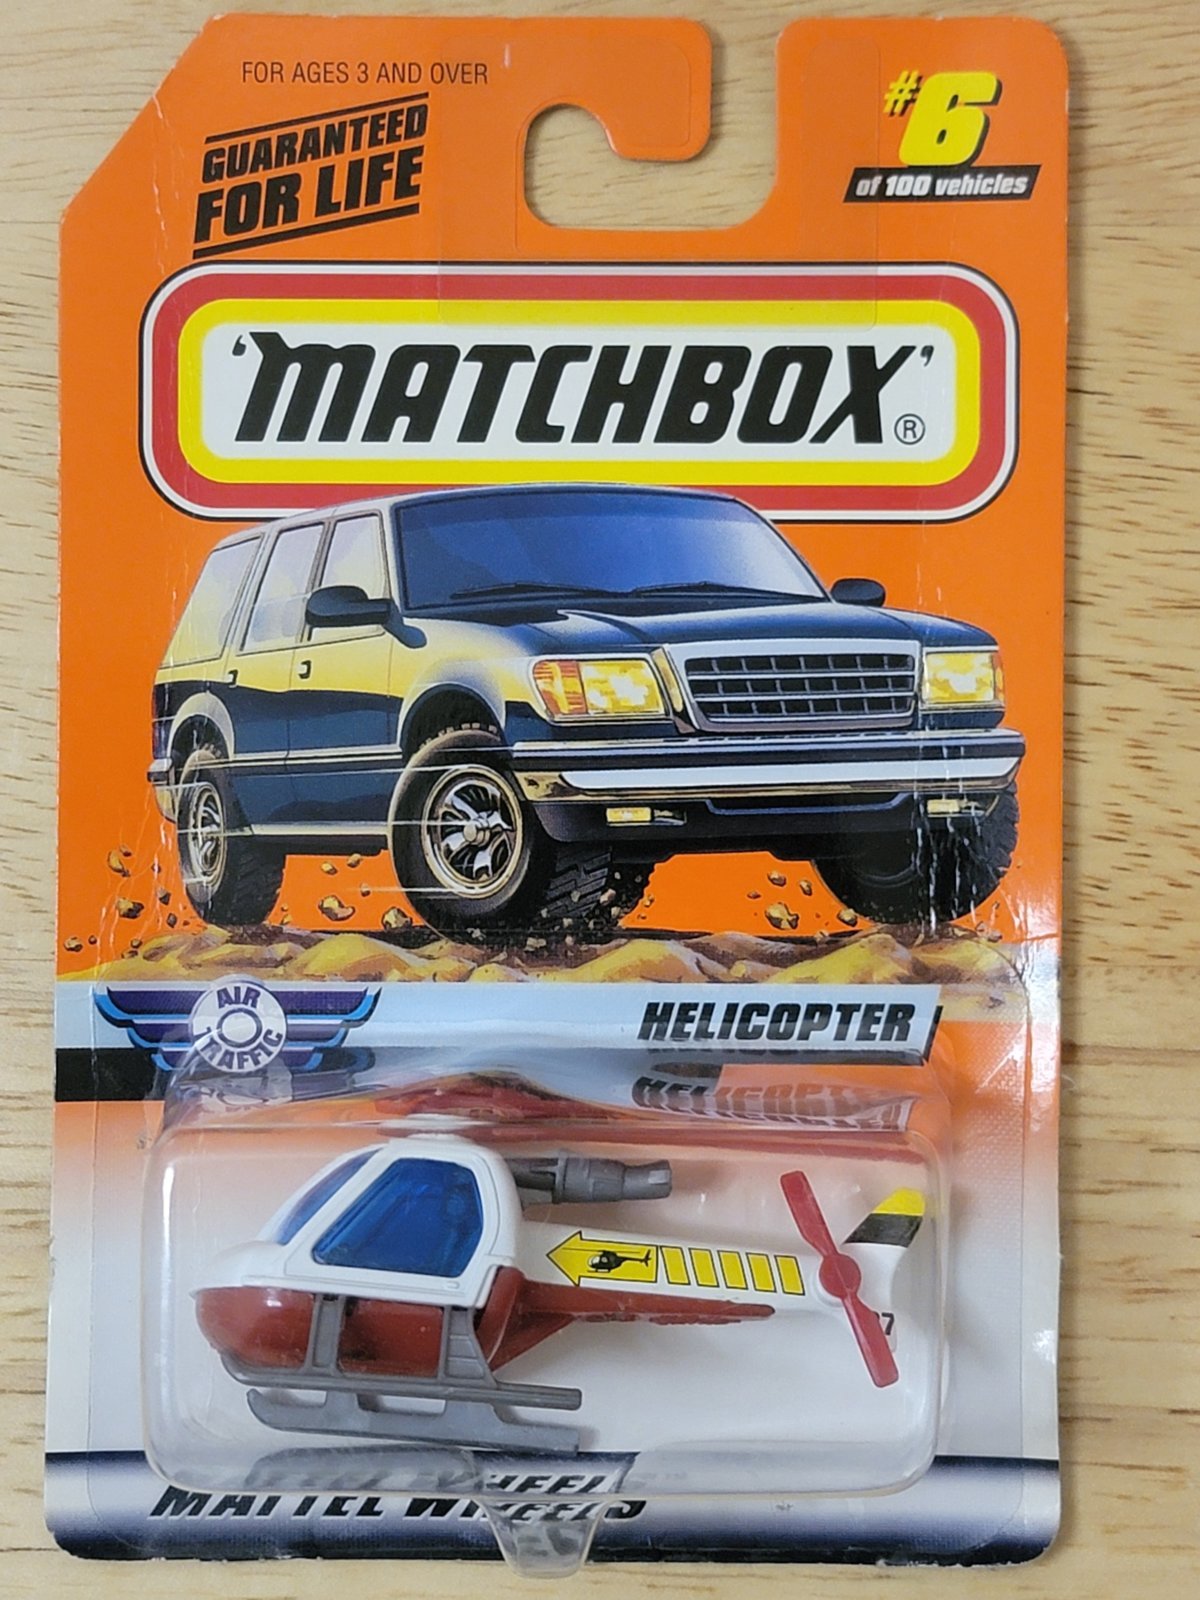 FOR AGES 3 AND OVER
GUARANTEED
FOR LIFE
#6
of 100 vehicles
'MATCHBOX'®
AIR
TRAFFIC
HELICOPTER
MATTEL WHEELS